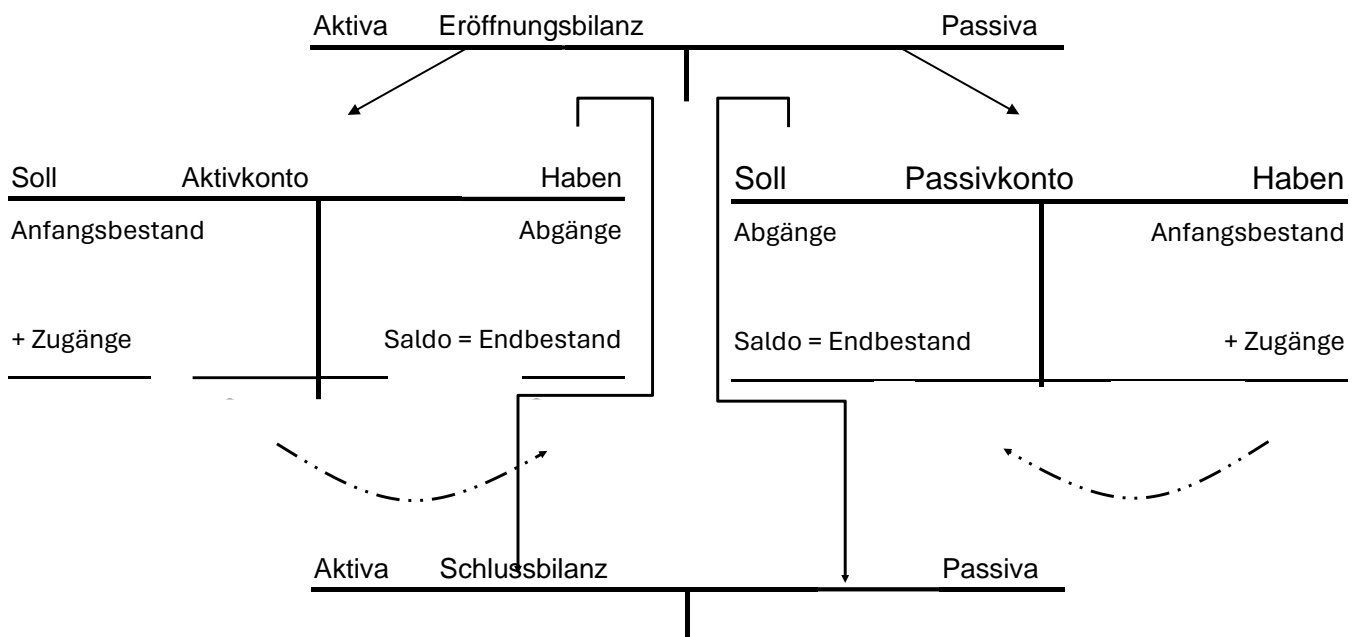 Aktiva Eröffnungsbilanz Passiva
Soll Aktivkonto Haben
Anfangsbestand Abgänge
+ Zugänge Saldo = Endbestand
Soll Passivkonto Haben
Abgänge Anfangsbestand
Saldo = Endbestand + Zugänge
Aktiva Schlussbilanz Passiva